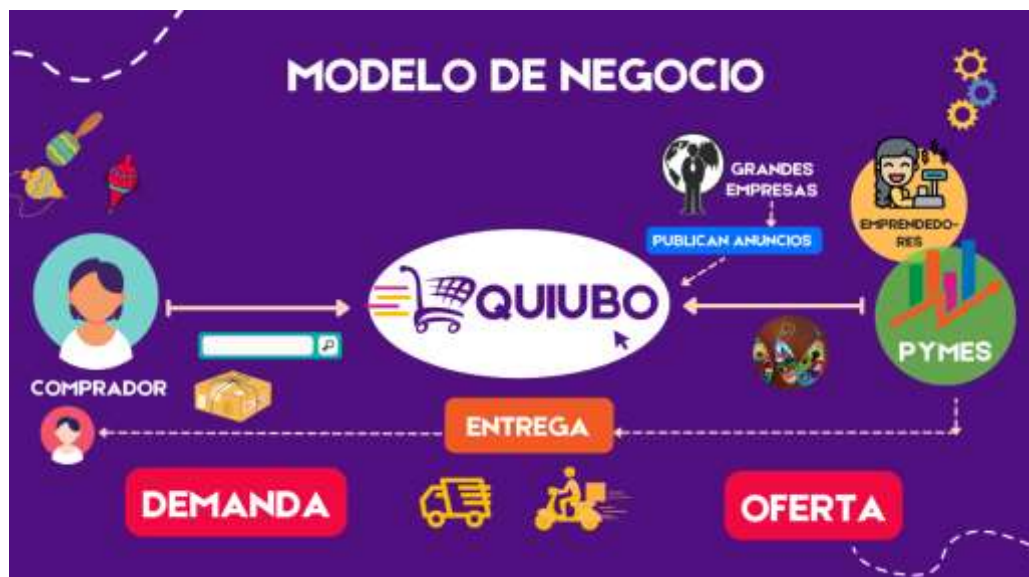 MODELO DE NEGOCIO
GRANDES
EMPRESAS
PUBLICAN ANUNCIOS
EMPRENDEDO-
RES
QUIUBO
PYMES
COMPRADOR
ENTREGA
DEMANDA
OFERTA